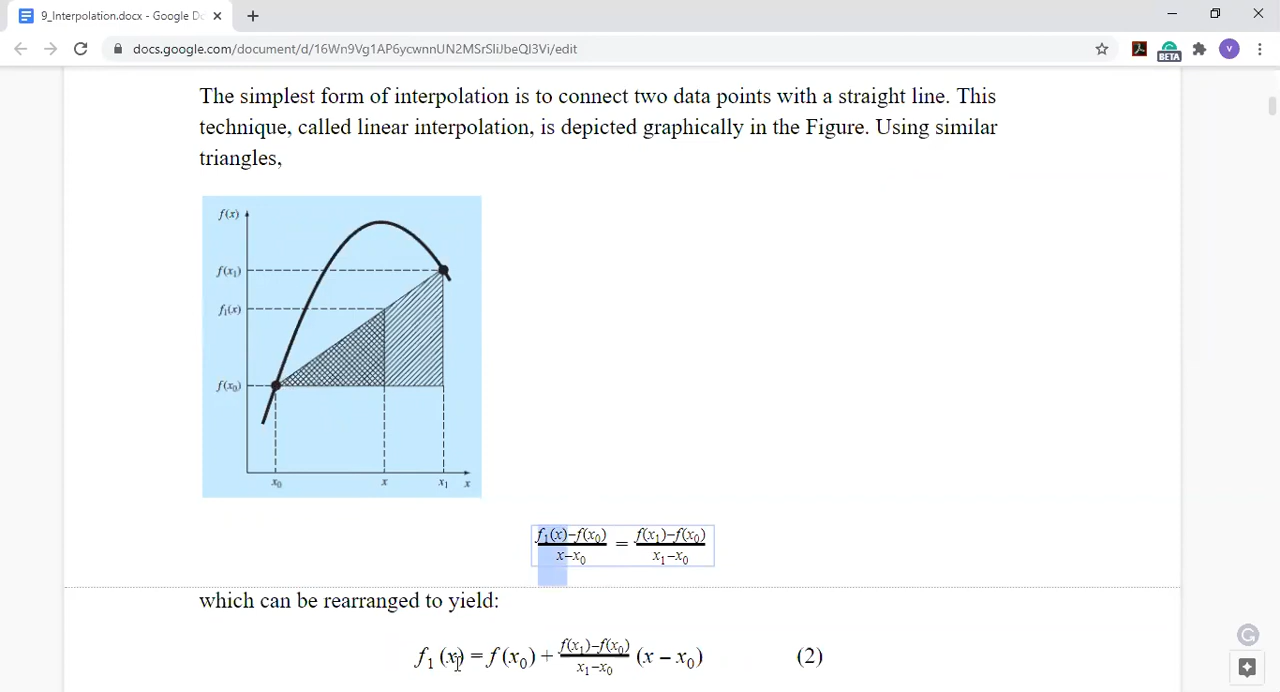 9_Interpolation.docx - Google Do
docs.google.com/document/d/16Wn9Vg1AP6ycwnnUN2MSrSliJbeQI3Vi/edit
BETA
V
The simplest form of interpolation is to connect two data points with a straight line. This
technique, called linear interpolation, is depicted graphically in the Figure. Using similar
triangles,
f(x)
f(x₁)
f₁(x)
f(x₀)
x₀ x x₁ x
f₁(x)−f(x₀) / x−x₀ = f(x₁)−f(x₀) / x₁−x₀
which can be rearranged to yield:
f₁(x) = f(x₀) + f(x₁)−f(x₀) / x₁−x₀ (x − x₀) (2)